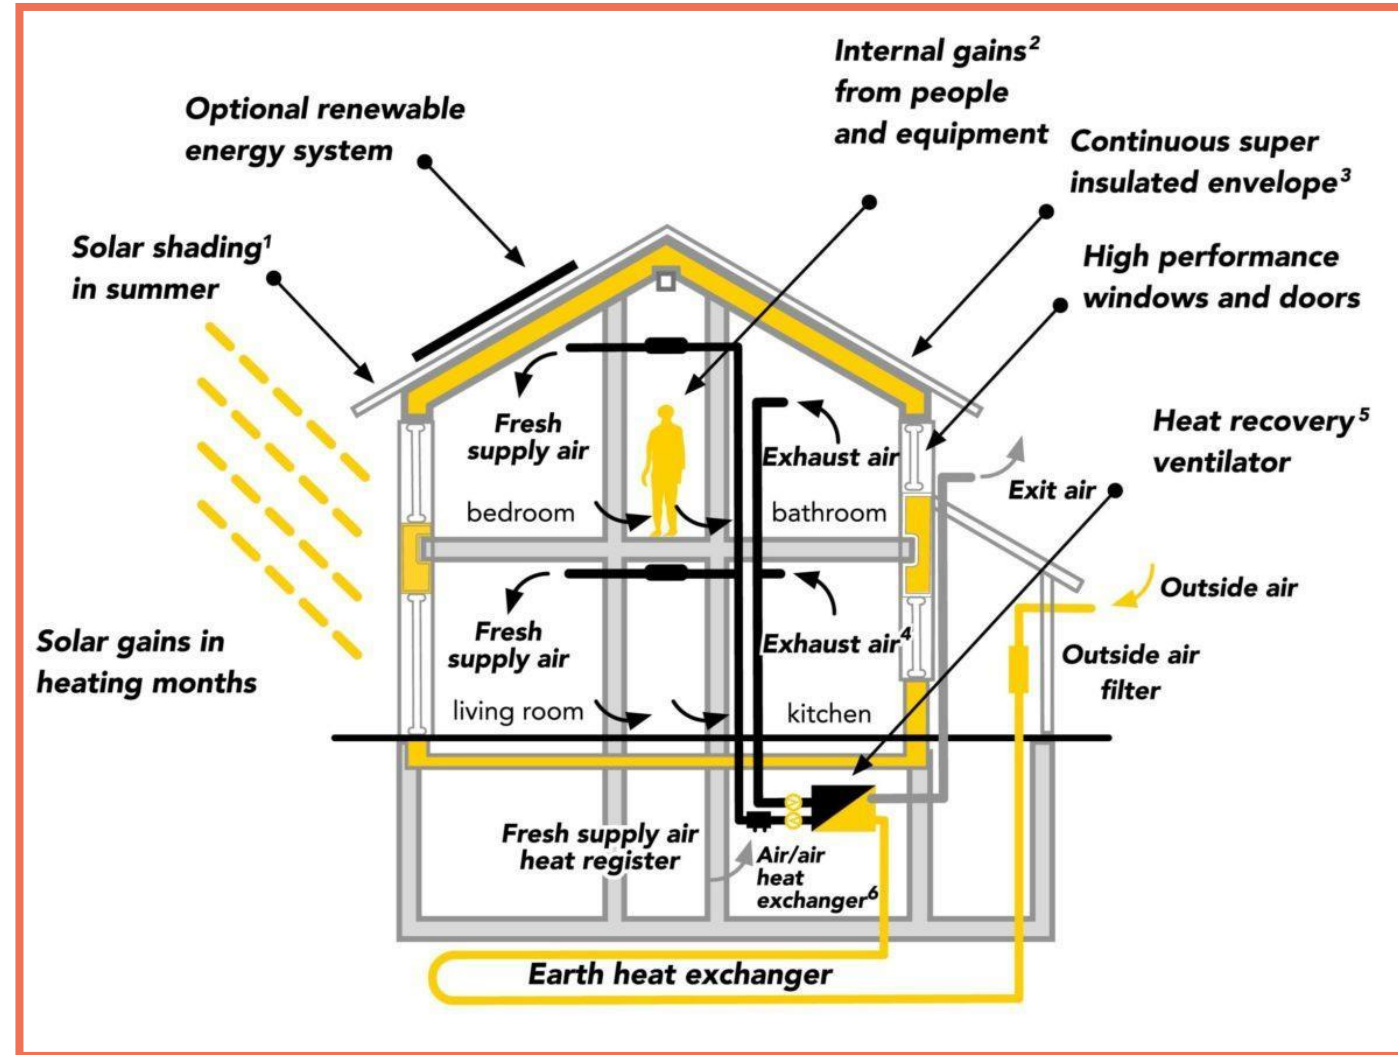 Internal gains²
from people
and equipment
Optional renewable
energy system
Continuous super
insulated envelope³
Solar shading¹
in summer
High performance
windows and doors
Fresh
supply air
Exhaust air
Heat recovery⁵
ventilator
Exit air
bedroom
bathroom
Outside air
Solar gains in
heating months
Fresh
supply air
Exhaust air⁴
Outside air
filter
living room
kitchen
Fresh supply air
heat register
Air/air
heat
exchanger⁶
Earth heat exchanger